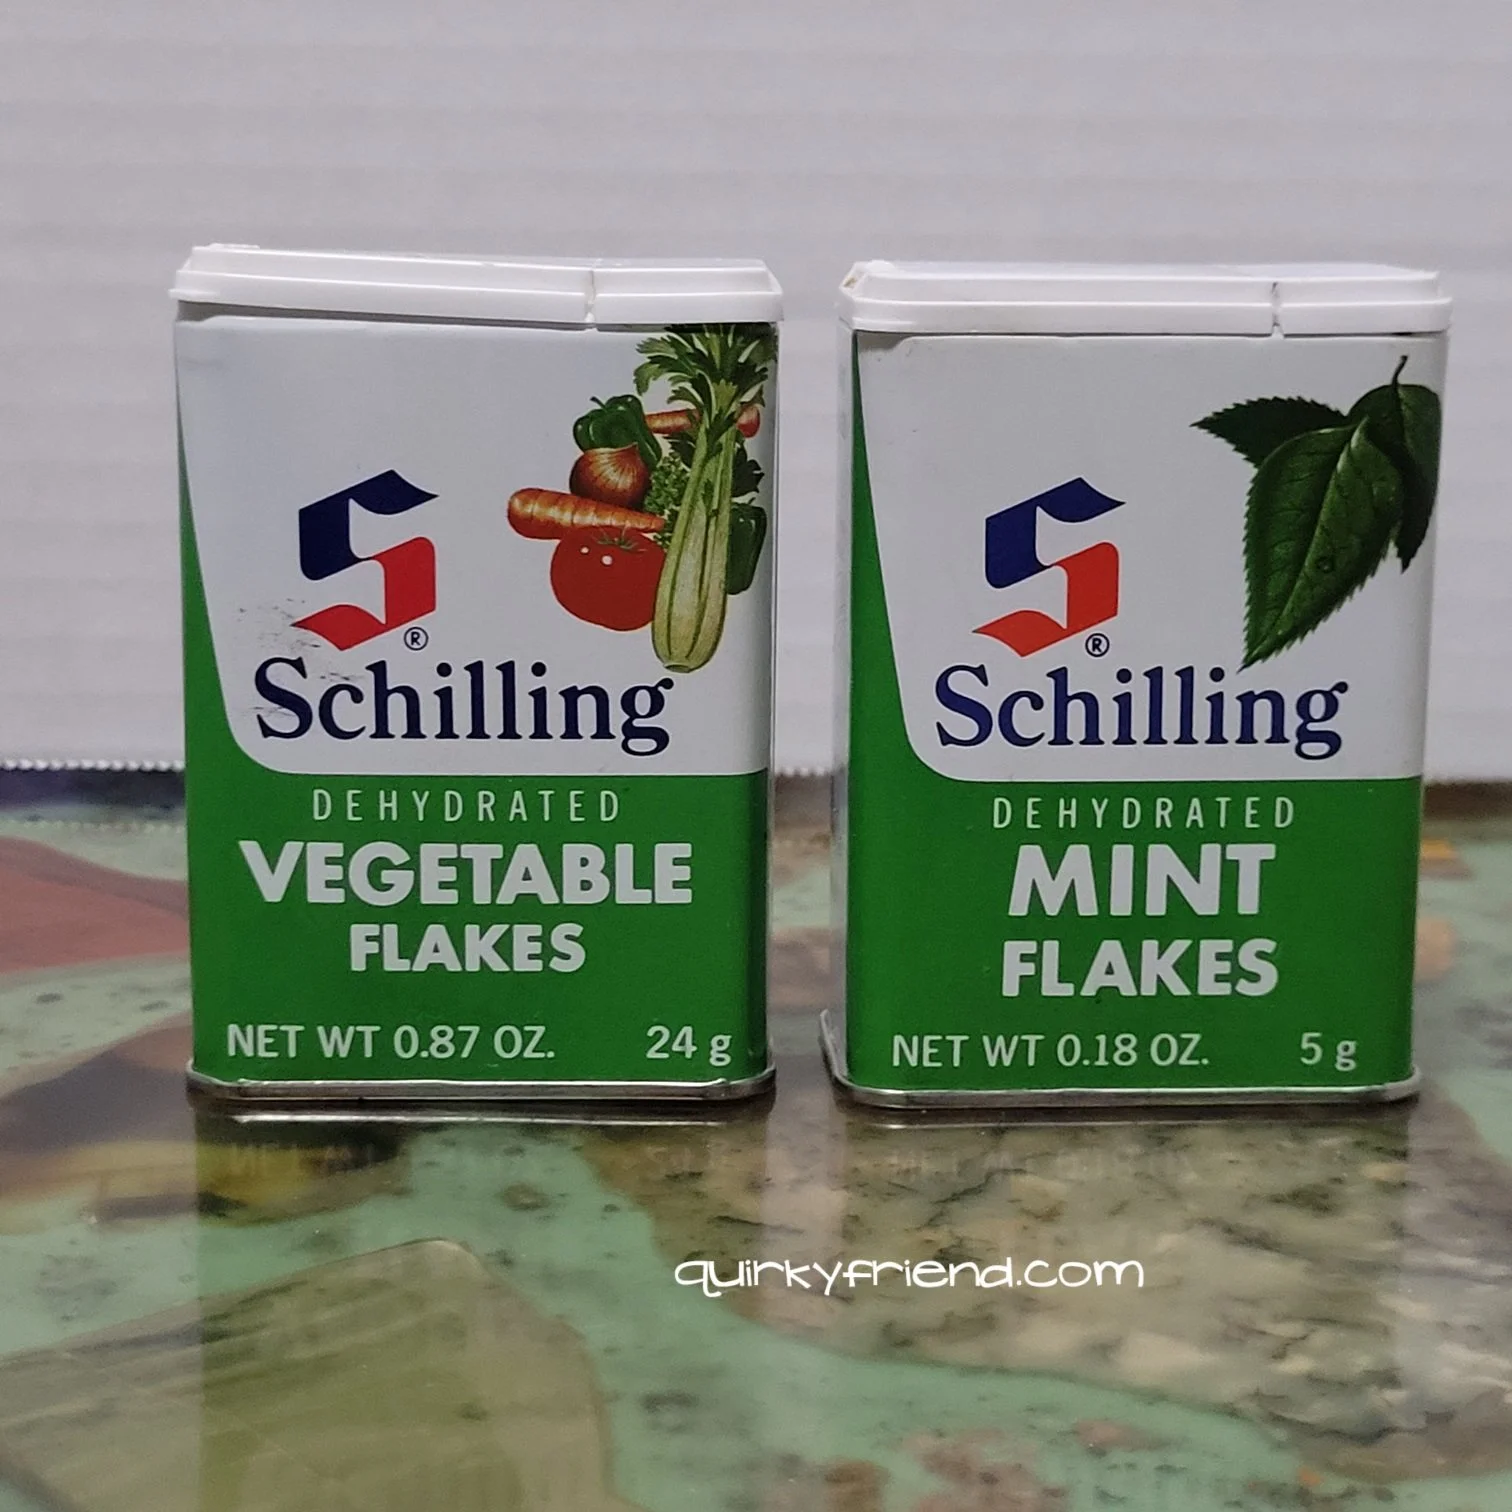 S
®
Schilling
DEHYDRATED
VEGETABLE
FLAKES
NET WT 0.87 OZ. 24 g
S
®
Schilling
DEHYDRATED
MINT
FLAKES
NET WT 0.18 OZ. 5 g
quirkyfriend.com